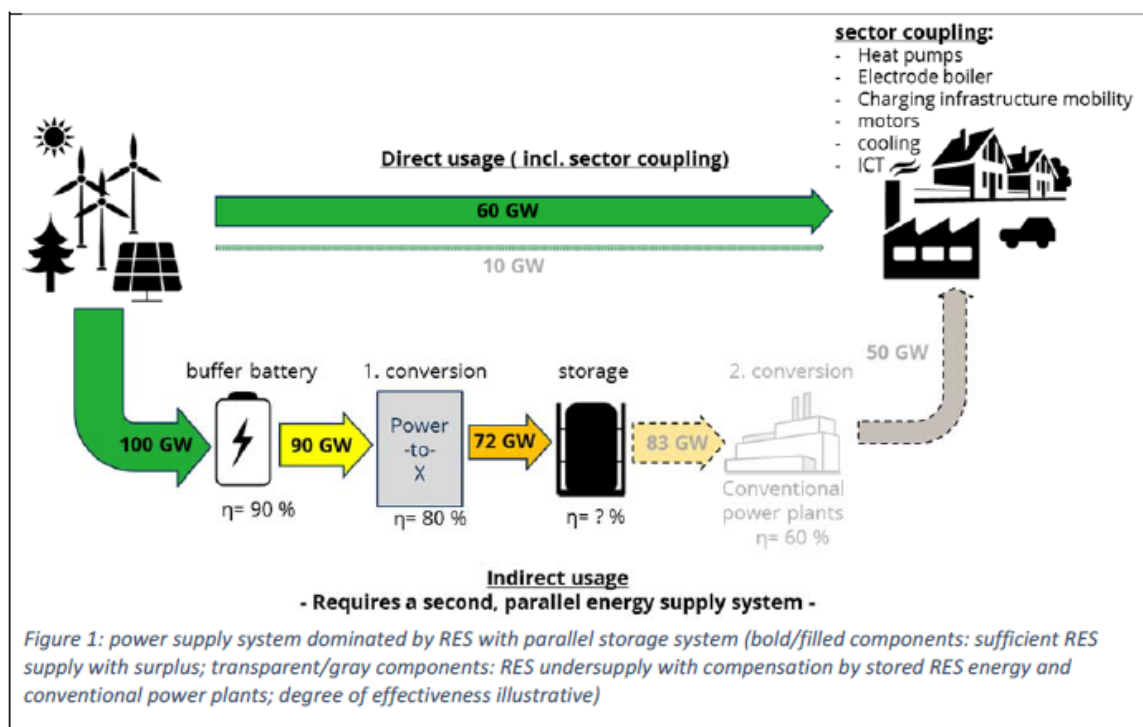 sector coupling:
- Heat pumps
- Electrode boiler
- Charging infrastructure mobility
- motors
- cooling
- ICT
Direct usage ( incl. sector coupling)
60 GW
10 GW
50 GW
buffer battery
1. conversion
storage
2. conversion
100 GW
90 GW
Power
-to-
X
72 GW
83 GW
Conventional
power plants
η= 60 %
η= 90 %
η= 80 %
η= ? %
Indirect usage
- Requires a second, parallel energy supply system -
Figure 1: power supply system dominated by RES with parallel storage system (bold/filled components: sufficient RES
supply with surplus; transparent/gray components: RES undersupply with compensation by stored RES energy and
conventional power plants; degree of effectiveness illustrative)